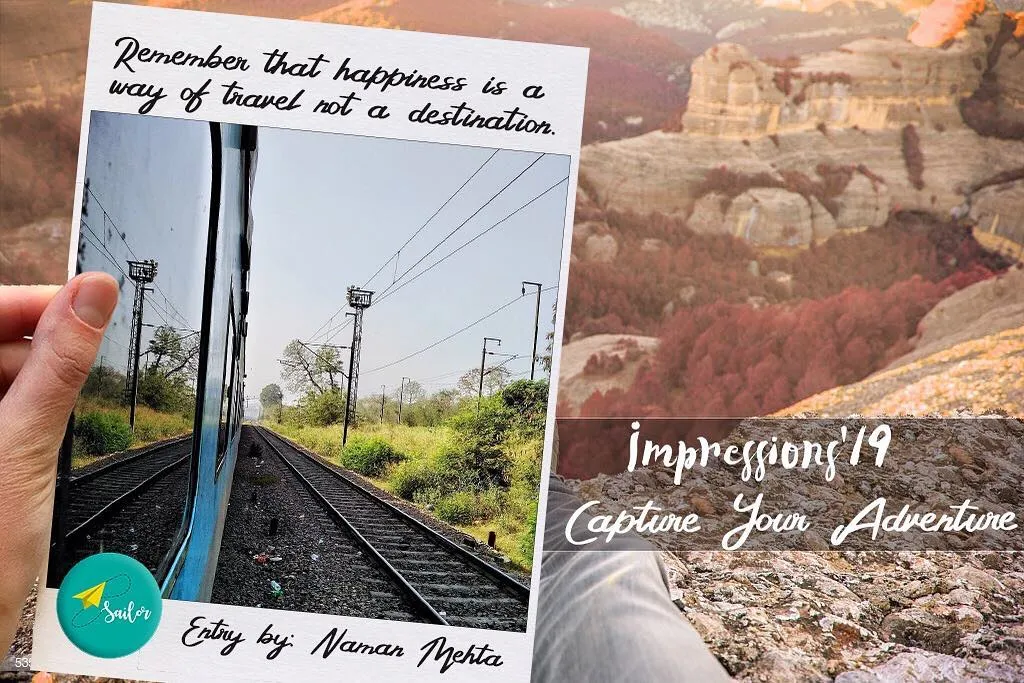 Remember that happiness is a
way of travel not a destination.
Impressions'19
Capture Your Adventure
Sailor
Entry by: Naman Mehta